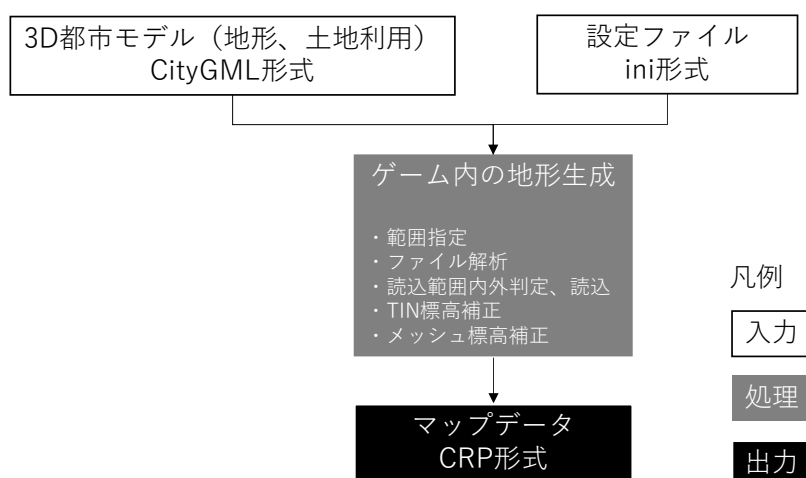 3D都市モデル（地形、土地利用）
CityGML形式
設定ファイル
ini形式
ゲーム内の地形生成
・範囲指定
・ファイル解析
・読込範囲内外判定、読込
・TIN標高補正
・メッシュ標高補正
マップデータ
CRP形式
凡例
入力
処理
出力